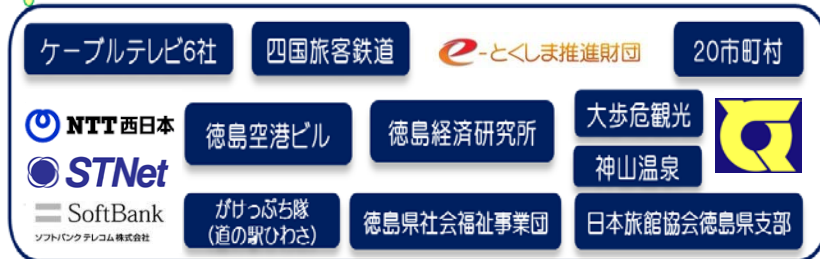 ケーブルテレビ6社
四国旅客鉄道
e-とくしま推進財団
20市町村
NTT西日本
徳島空港ビル
徳島経済研究所
大歩危観光
神山温泉
STNet
SoftBank
ソフトバンクテレコム株式会社
がけっぷち隊
(道の駅ひわさ)
徳島県社会福祉事業団
日本旅館協会徳島県支部